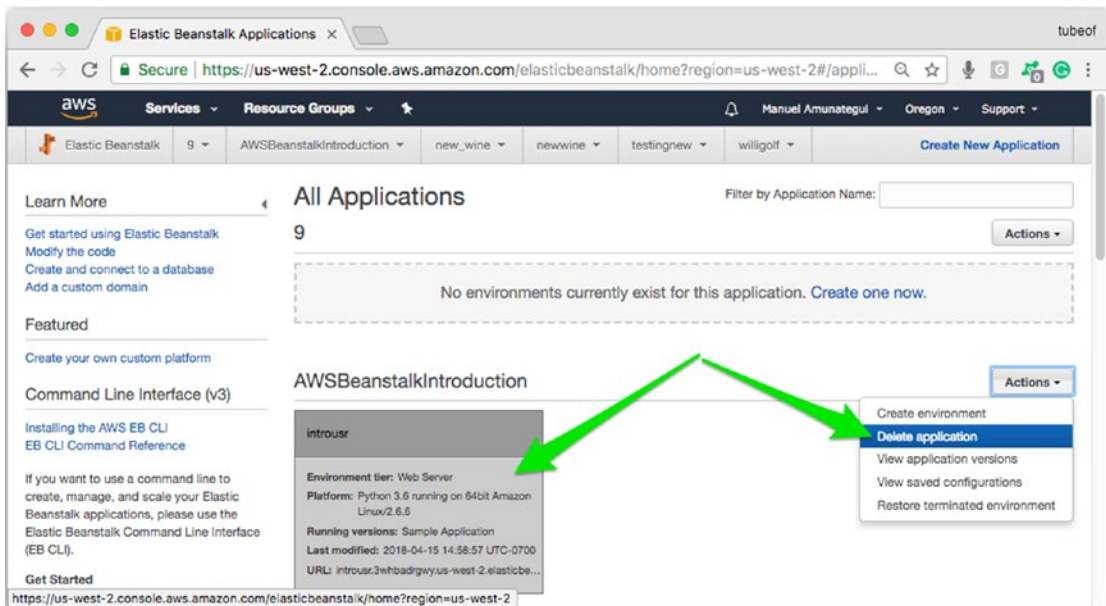 Elastic Beanstalk Applications
tubeof
Secure | https://us-west-2.console.aws.amazon.com/elasticbeanstalk/home?region=us-west-2#/appli...
aws Services Resource Groups Manuel Amunategui Oregon Support
Elastic Beanstalk 9 AWSBeanstalkIntroduction new_wine newwine testingnew willigolf Create New Application
Learn More
Get started using Elastic Beanstalk
Modify the code
Create and connect to a database
Add a custom domain
Featured
Create your own custom platform
Command Line Interface (v3)
Installing the AWS EB CLI
EB CLI Command Reference
If you want to use a command line to
create, manage, and scale your Elastic
Beanstalk applications, please use the
Elastic Beanstalk Command Line Interface
(EB CLI).
Get Started
All Applications
Filter by Application Name:
9
Actions
No environments currently exist for this application. Create one now.
AWSBeanstalkIntroduction
Actions
Create environment
Delete application
View application versions
View saved configurations
Restore terminated environment
introusr
Environment tier: Web Server
Platform: Python 3.6 running on 64bit Amazon
Linux/2.6.6
Running versions: Sample Application
Last modified: 2018-04-15 14:58:57 UTC-0700
URL: introusr.3whbadrgwy.us-west-2.elasticbe...
https://us-west-2.console.aws.amazon.com/elasticbeanstalk/home?region=us-west-2